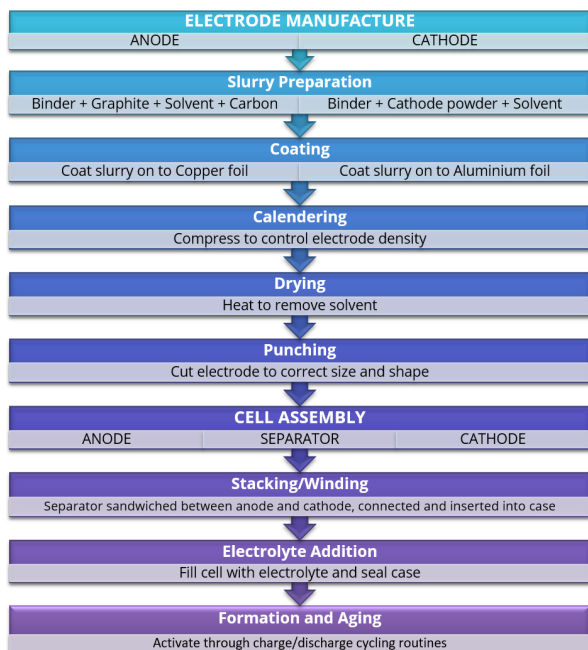 ELECTRODE MANUFACTURE
ANODE CATHODE
Slurry Preparation
Binder + Graphite + Solvent + Carbon Binder + Cathode powder + Solvent
Coating
Coat slurry on to Copper foil Coat slurry on to Aluminium foil
Calendering
Compress to control electrode density
Drying
Heat to remove solvent
Punching
Cut electrode to correct size and shape
CELL ASSEMBLY
ANODE SEPARATOR CATHODE
Stacking/Winding
Separator sandwiched between anode and cathode, connected and inserted into case
Electrolyte Addition
Fill cell with electrolyte and seal case
Formation and Aging
Activate through charge/discharge cycling routines